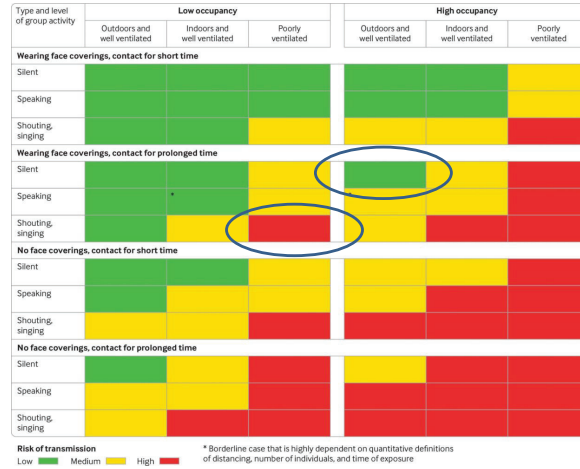 Type and level
of group activity
Low occupancy
High occupancy
Outdoors and
well ventilated
Indoors and
well ventilated
Poorly
ventilated
Outdoors and
well ventilated
Indoors and
well ventilated
Poorly
ventilated
Wearing face coverings, contact for short time
Silent
Speaking
Shouting,
singing
Wearing face coverings, contact for prolonged time
Silent
Speaking
*
*
Shouting,
singing
No face coverings, contact for short time
Silent
Speaking
Shouting,
singing
No face coverings, contact for prolonged time
Silent
Speaking
Shouting,
singing
Risk of transmission
Low Medium High
* Borderline case that is highly dependent on quantitative definitions
of distancing, number of individuals, and time of exposure